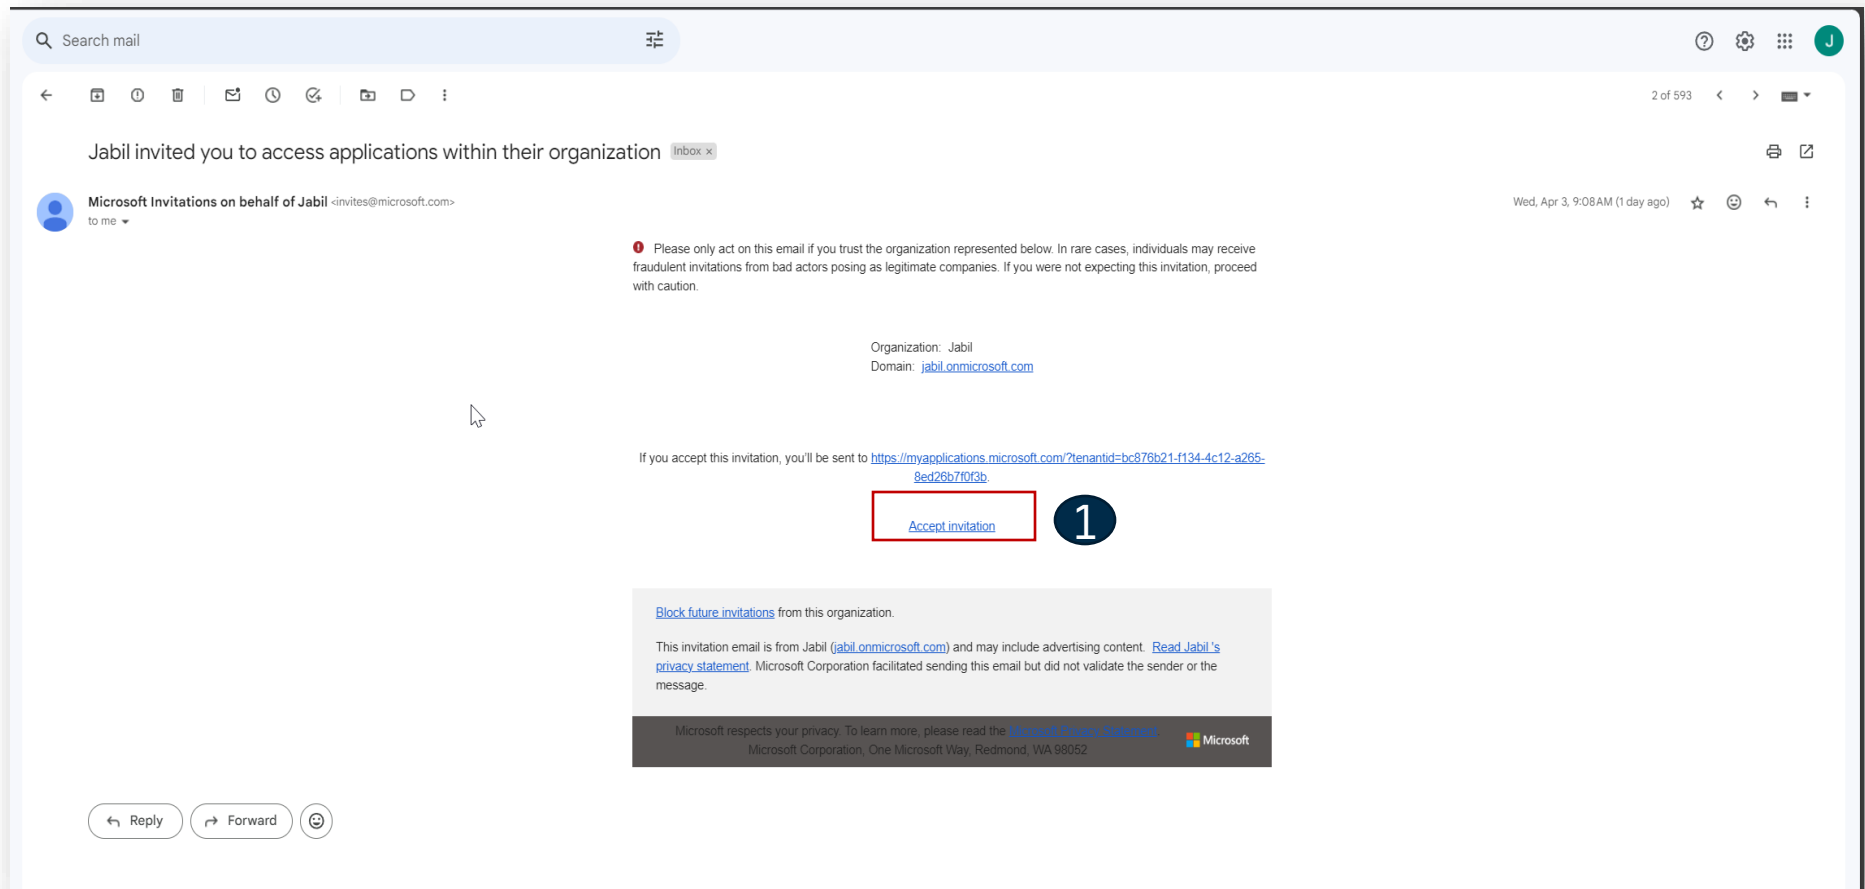 Search mail
J
2 of 593
Jabil invited you to access applications within their organization Inbox ×
Microsoft Invitations on behalf of Jabil <invites@microsoft.com>
Wed, Apr 3, 9:08 AM (1 day ago)
to me
Please only act on this email if you trust the organization represented below. In rare cases, individuals may receive
fraudulent invitations from bad actors posing as legitimate companies. If you were not expecting this invitation, proceed
with caution.
Organization: Jabil
Domain: jabil.onmicrosoft.com
If you accept this invitation, you'll be sent to https://myapplications.microsoft.com/?tenantid=bc876b21-f134-4c12-a265-
8ed26b7f0f3b.
Accept invitation
1
Block future invitations from this organization.
This invitation email is from Jabil (jabil.onmicrosoft.com) and may include advertising content. Read Jabil 's
privacy statement. Microsoft Corporation facilitated sending this email but did not validate the sender or the
message.
Microsoft respects your privacy. To learn more, please read the Microsoft Privacy Statement.
Microsoft Corporation, One Microsoft Way, Redmond, WA 98052
Microsoft
Reply
Forward